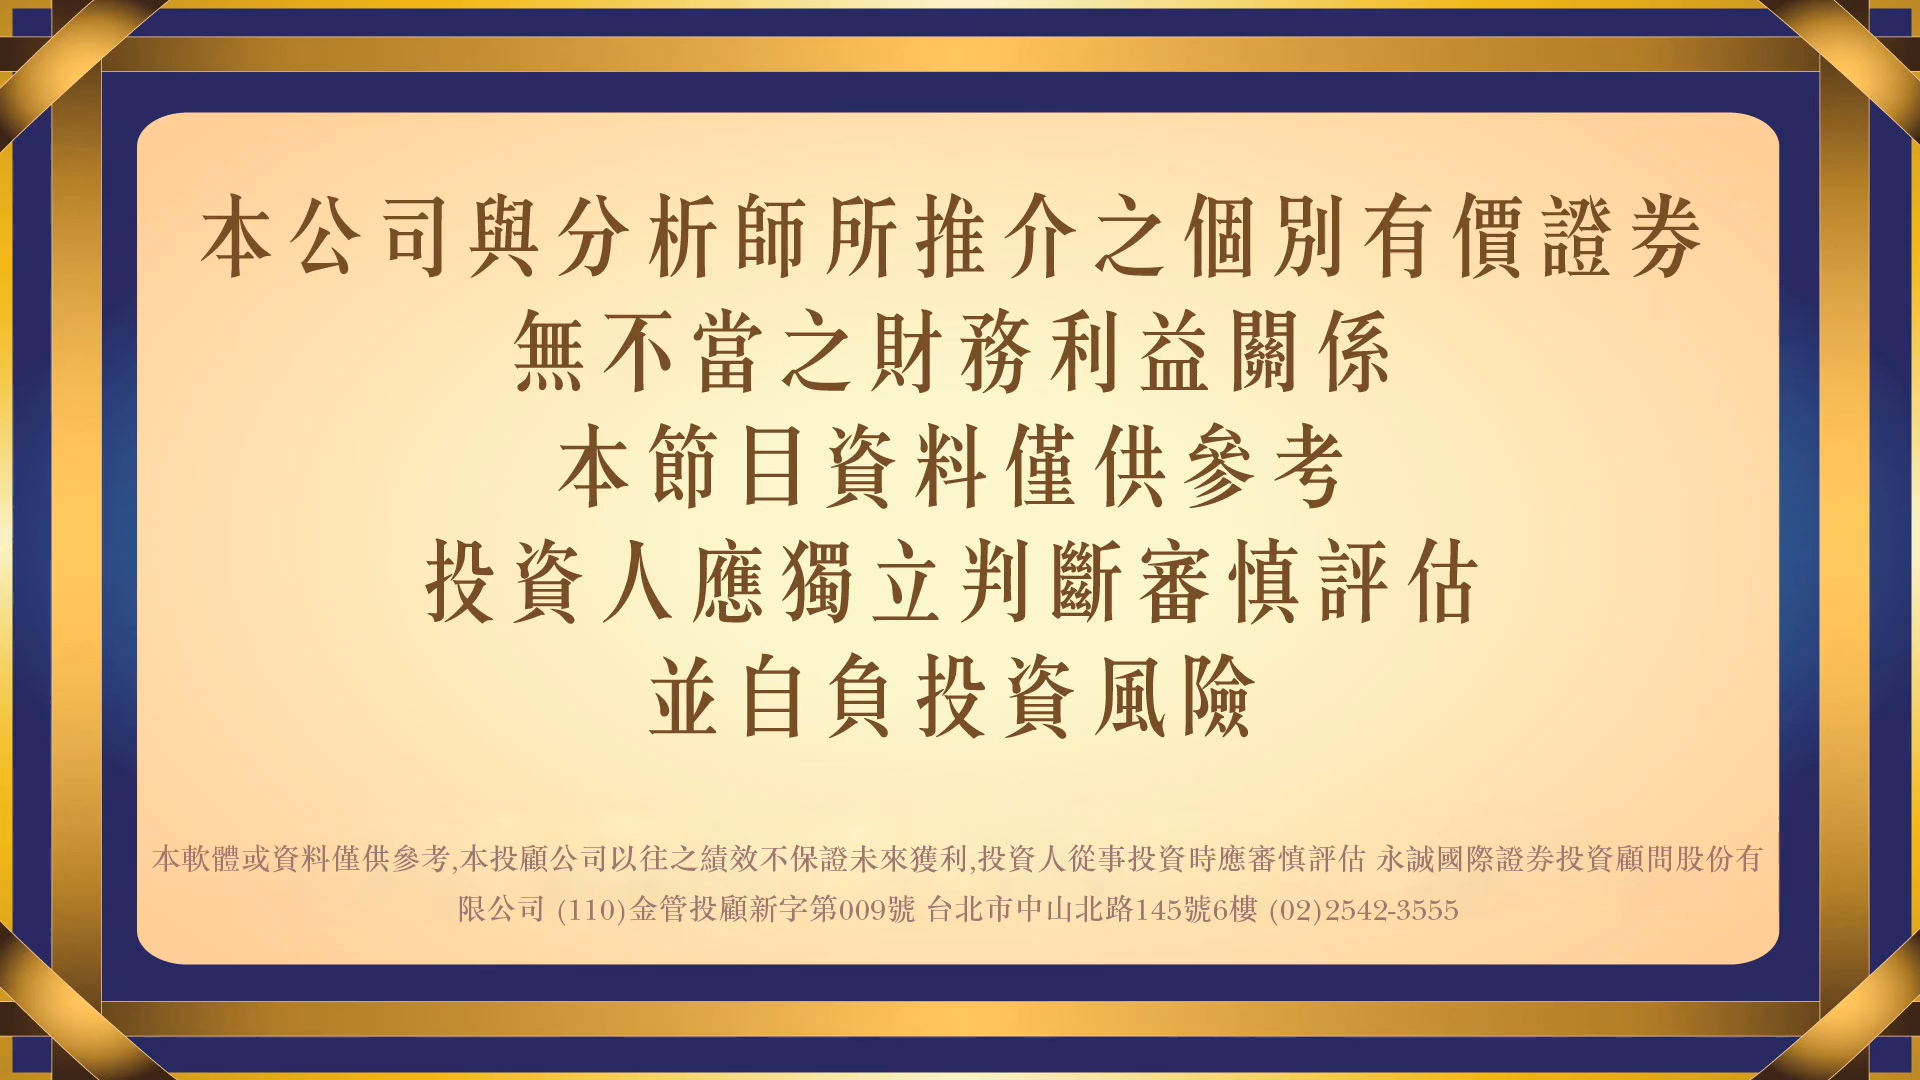 本公司與分析師所推介之個別有價證券
無不當之財務利益關係
本節目資料僅供參考
投資人應獨立判斷審慎評估
並自負投資風險
本軟體或資料僅供參考,本投顧公司以往之績效不保證未來獲利,投資人從事投資時應審慎評估 永誠國際證券投資顧問股份有
限公司 (110)金管投顧新字第009號 台北市中山北路145號6樓 (02)2542-3555